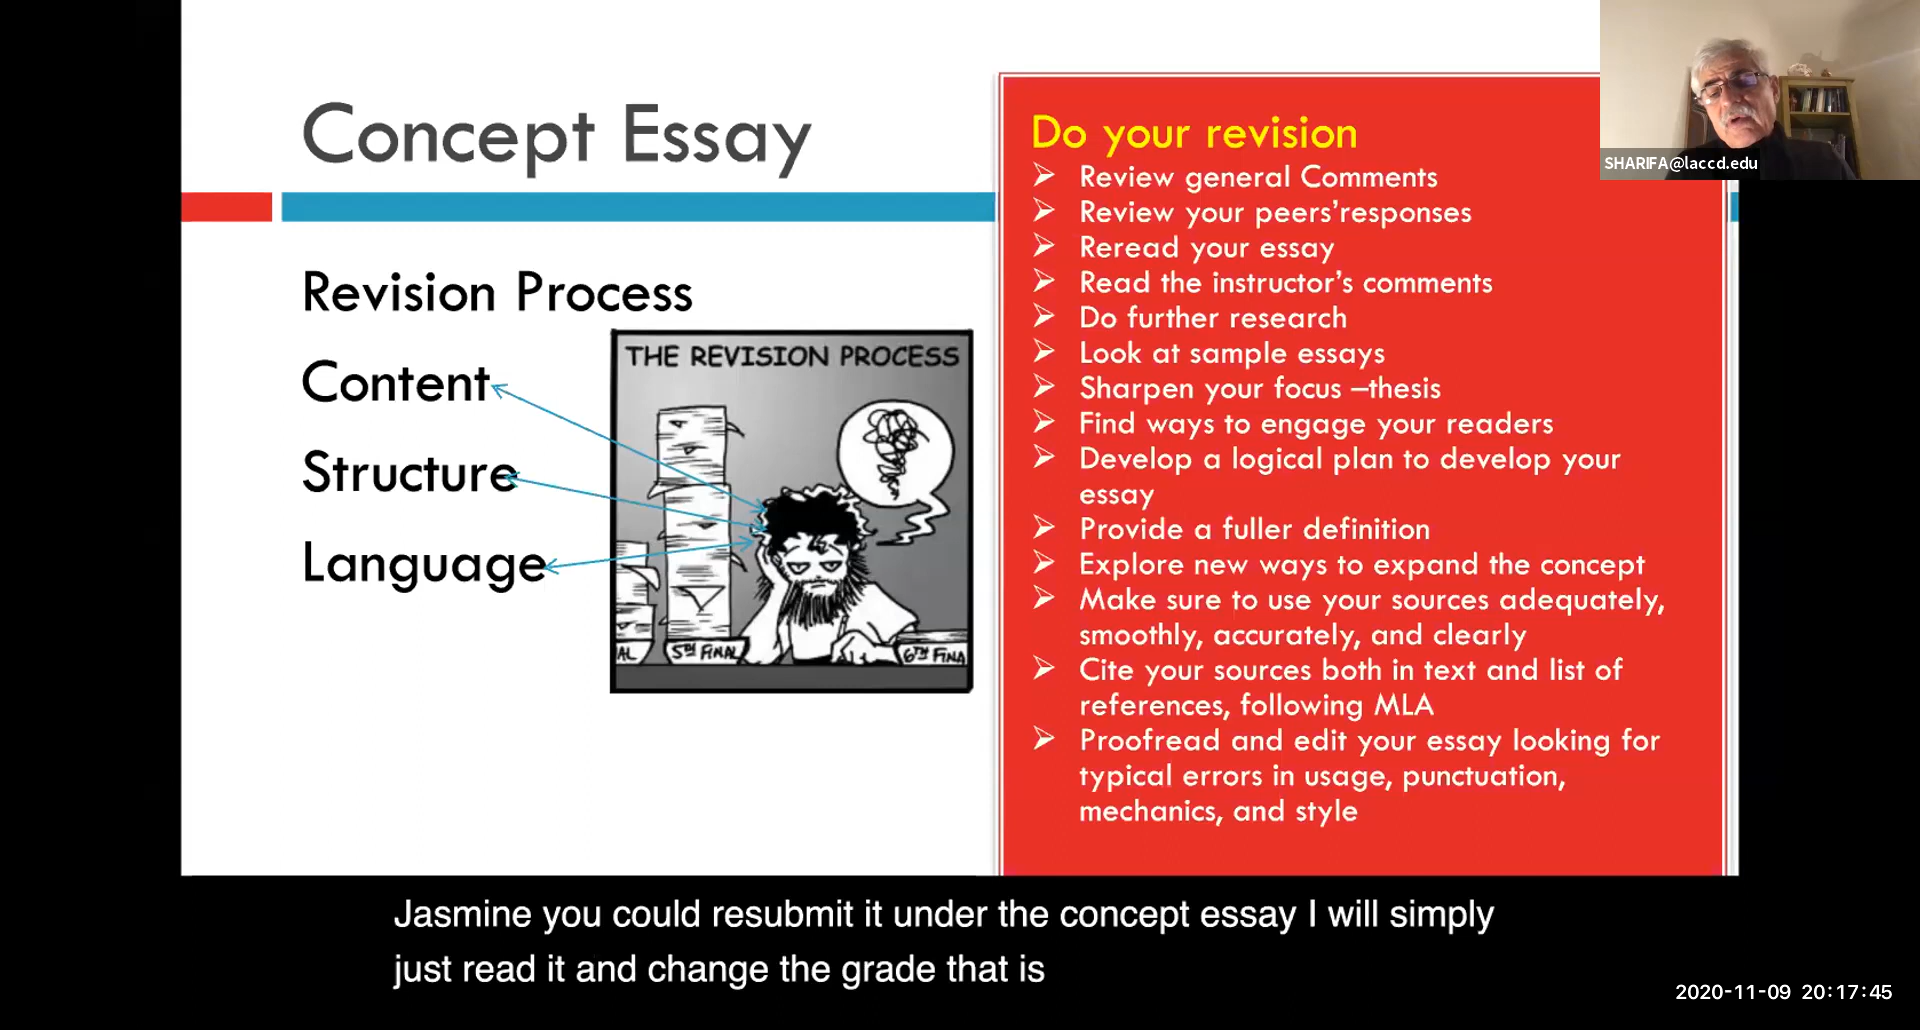 Concept Essay
Revision Process
Content
Structure
Language
THE REVISION PROCESS
AL
5TH FINAL
6TH FINA
Do your revision
Review general Comments
Review your peers'responses
Reread your essay
Read the instructor's comments
Do further research
Look at sample essays
Sharpen your focus –thesis
Find ways to engage your readers
Develop a logical plan to develop your
essay
Provide a fuller definition
Explore new ways to expand the concept
Make sure to use your sources adequately,
smoothly, accurately, and clearly
Cite your sources both in text and list of
references, following MLA
Proofread and edit your essay looking for
typical errors in usage, punctuation,
mechanics, and style
SHARIFA@laccd.edu
Jasmine you could resubmit it under the concept essay I will simply
just read it and change the grade that is
2020-11-09 20:17:45